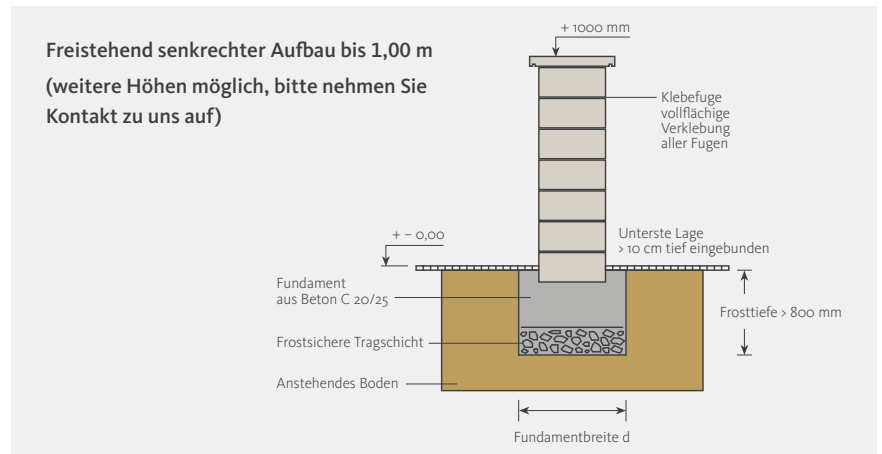 Freistehend senkrechter Aufbau bis 1,00 m
(weitere Höhen möglich, bitte nehmen Sie
Kontakt zu uns auf)
+ 1000 mm
Klebefuge
vollflächige
Verklebung
aller Fugen
+ – 0,00
Unterste Lage
> 10 cm tief eingebunden
Fundament
aus Beton C 20/25
Frosttiefe > 800 mm
Frostsichere Tragschicht
Anstehendes Boden
Fundamentbreite d